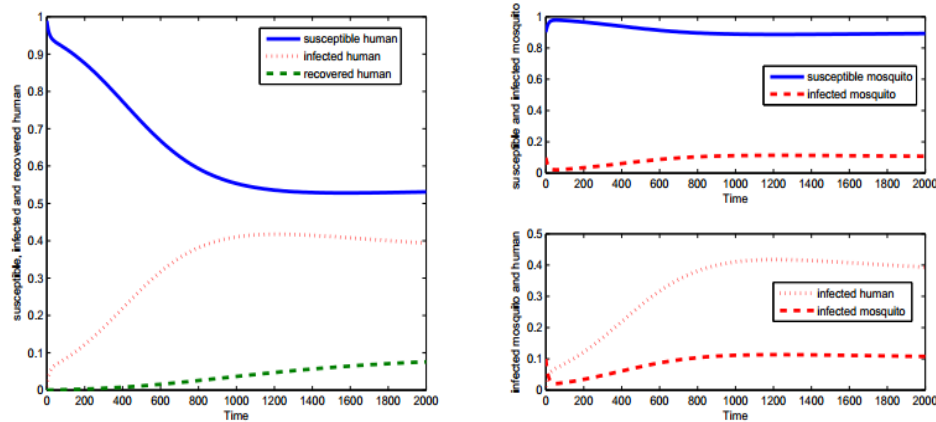 susceptible, infected and recovered human
1
0.9
0.8
0.7
0.6
0.5
0.4
0.3
0.2
0.1
0
susceptible human
infected human
recovered human
0 200 400 600 800 1000 1200 1400 1600 1800 2000
Time
susceptible and infected mosquito
1
0.8
0.6
0.4
0.2
0
susceptible mosquito
infected mosquito
0 200 400 600 800 1000 1200 1400 1600 1800 2000
Time
infected mosquito and human
0.5
0.4
0.3
0.2
0.1
0
infected human
infected mosquito
0 200 400 600 800 1000 1200 1400 1600 1800 2000
Time